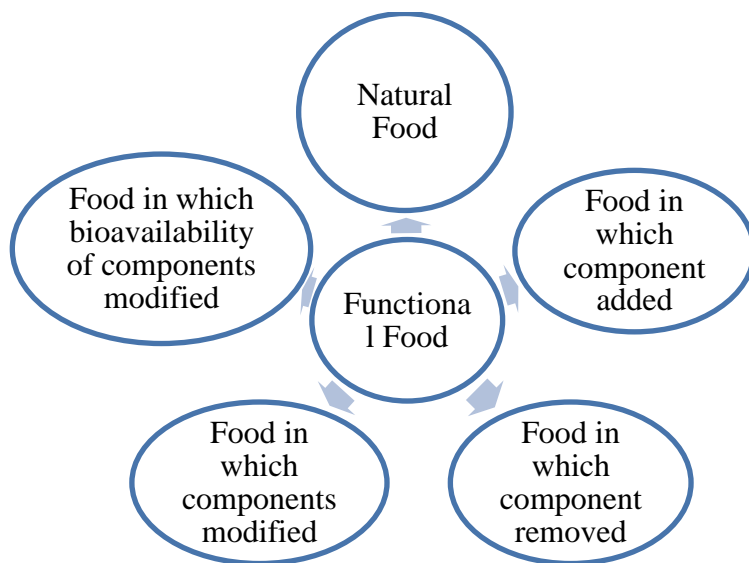 Natural
Food
Food in which
bioavailability
of components
modified
Food in
which
component
added
Functiona
l Food
Food in
which
components
modified
Food in
which
component
removed